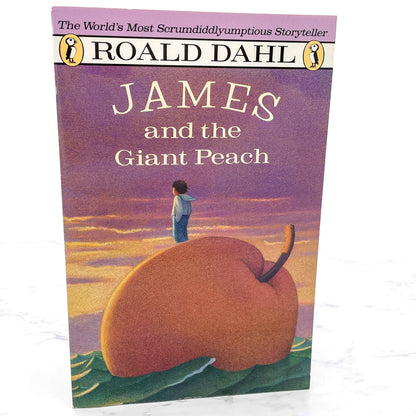 The World's Most Scrumdiddlyumptious Storyteller
ROALD DAHL
JAMES
and the
Giant Peach